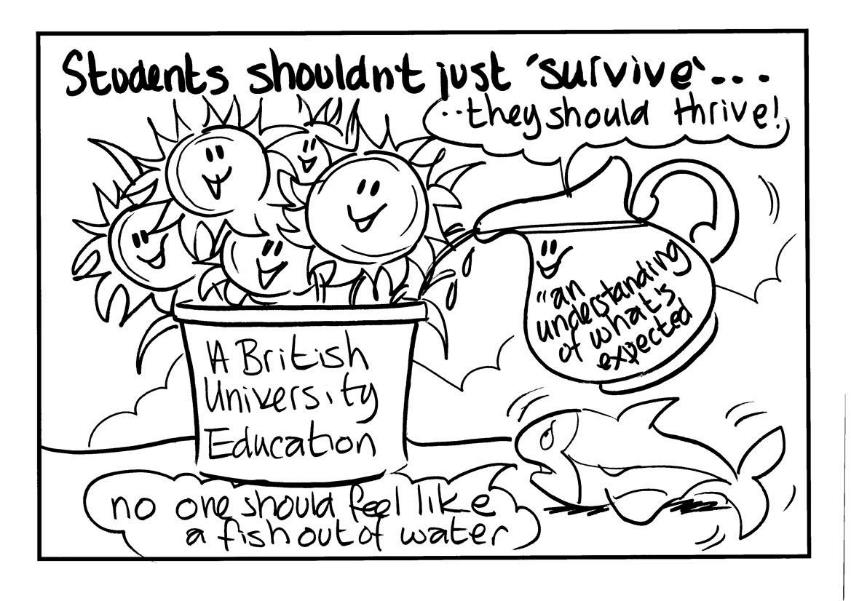 Students shouldn't just 'survive'...
..they should thrive!
"an
understanding
of what's
expected
A British
University
Education
no one should feel like
a fish out of water